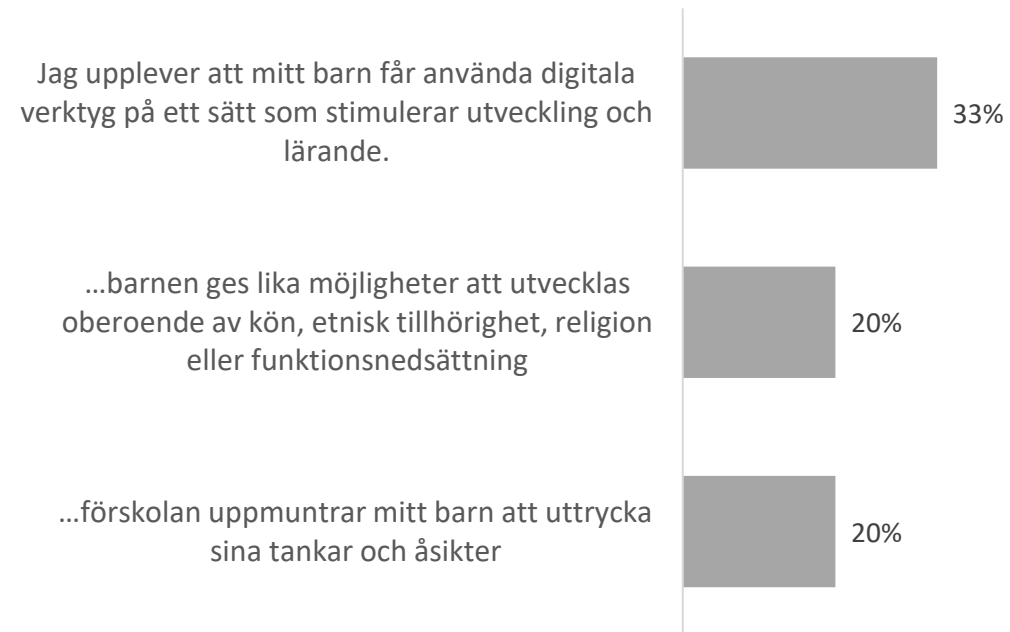 Jag upplever att mitt barn får använda digitala
verktyg på ett sätt som stimulerar utveckling och
lärande.
33%
…barnen ges lika möjligheter att utvecklas
oberoende av kön, etnisk tillhörighet, religion
eller funktionsnedsättning
20%
…förskolan uppmuntrar mitt barn att uttrycka
sina tankar och åsikter
20%